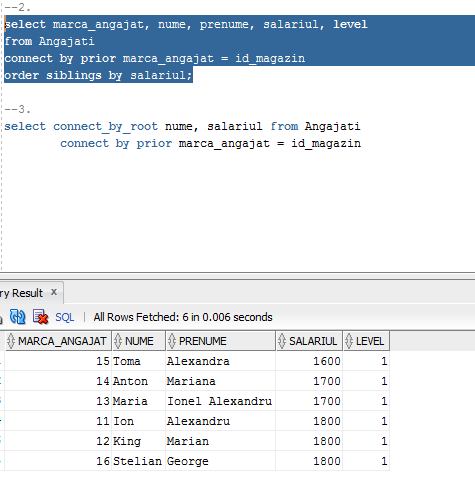 --2.
select marca_angajat, nume, prenume, salariul, level
from Angajati
connect by prior marca_angajat = id_magazin
order siblings by salariul;
--3.
select connect_by_root nume, salariul from Angajati
connect by prior marca_angajat = id_magazin
ry Result x
SQL | All Rows Fetched: 6 in 0.006 seconds
MARCA_ANGAJAT NUME PRENUME SALARIUL LEVEL
15 Toma Alexandra 1600 1
14 Anton Mariana 1700 1
13 Maria Ionel Alexandru 1700 1
11 Ion Alexandru 1800 1
12 King Marian 1800 1
16 Stelian George 1800 1